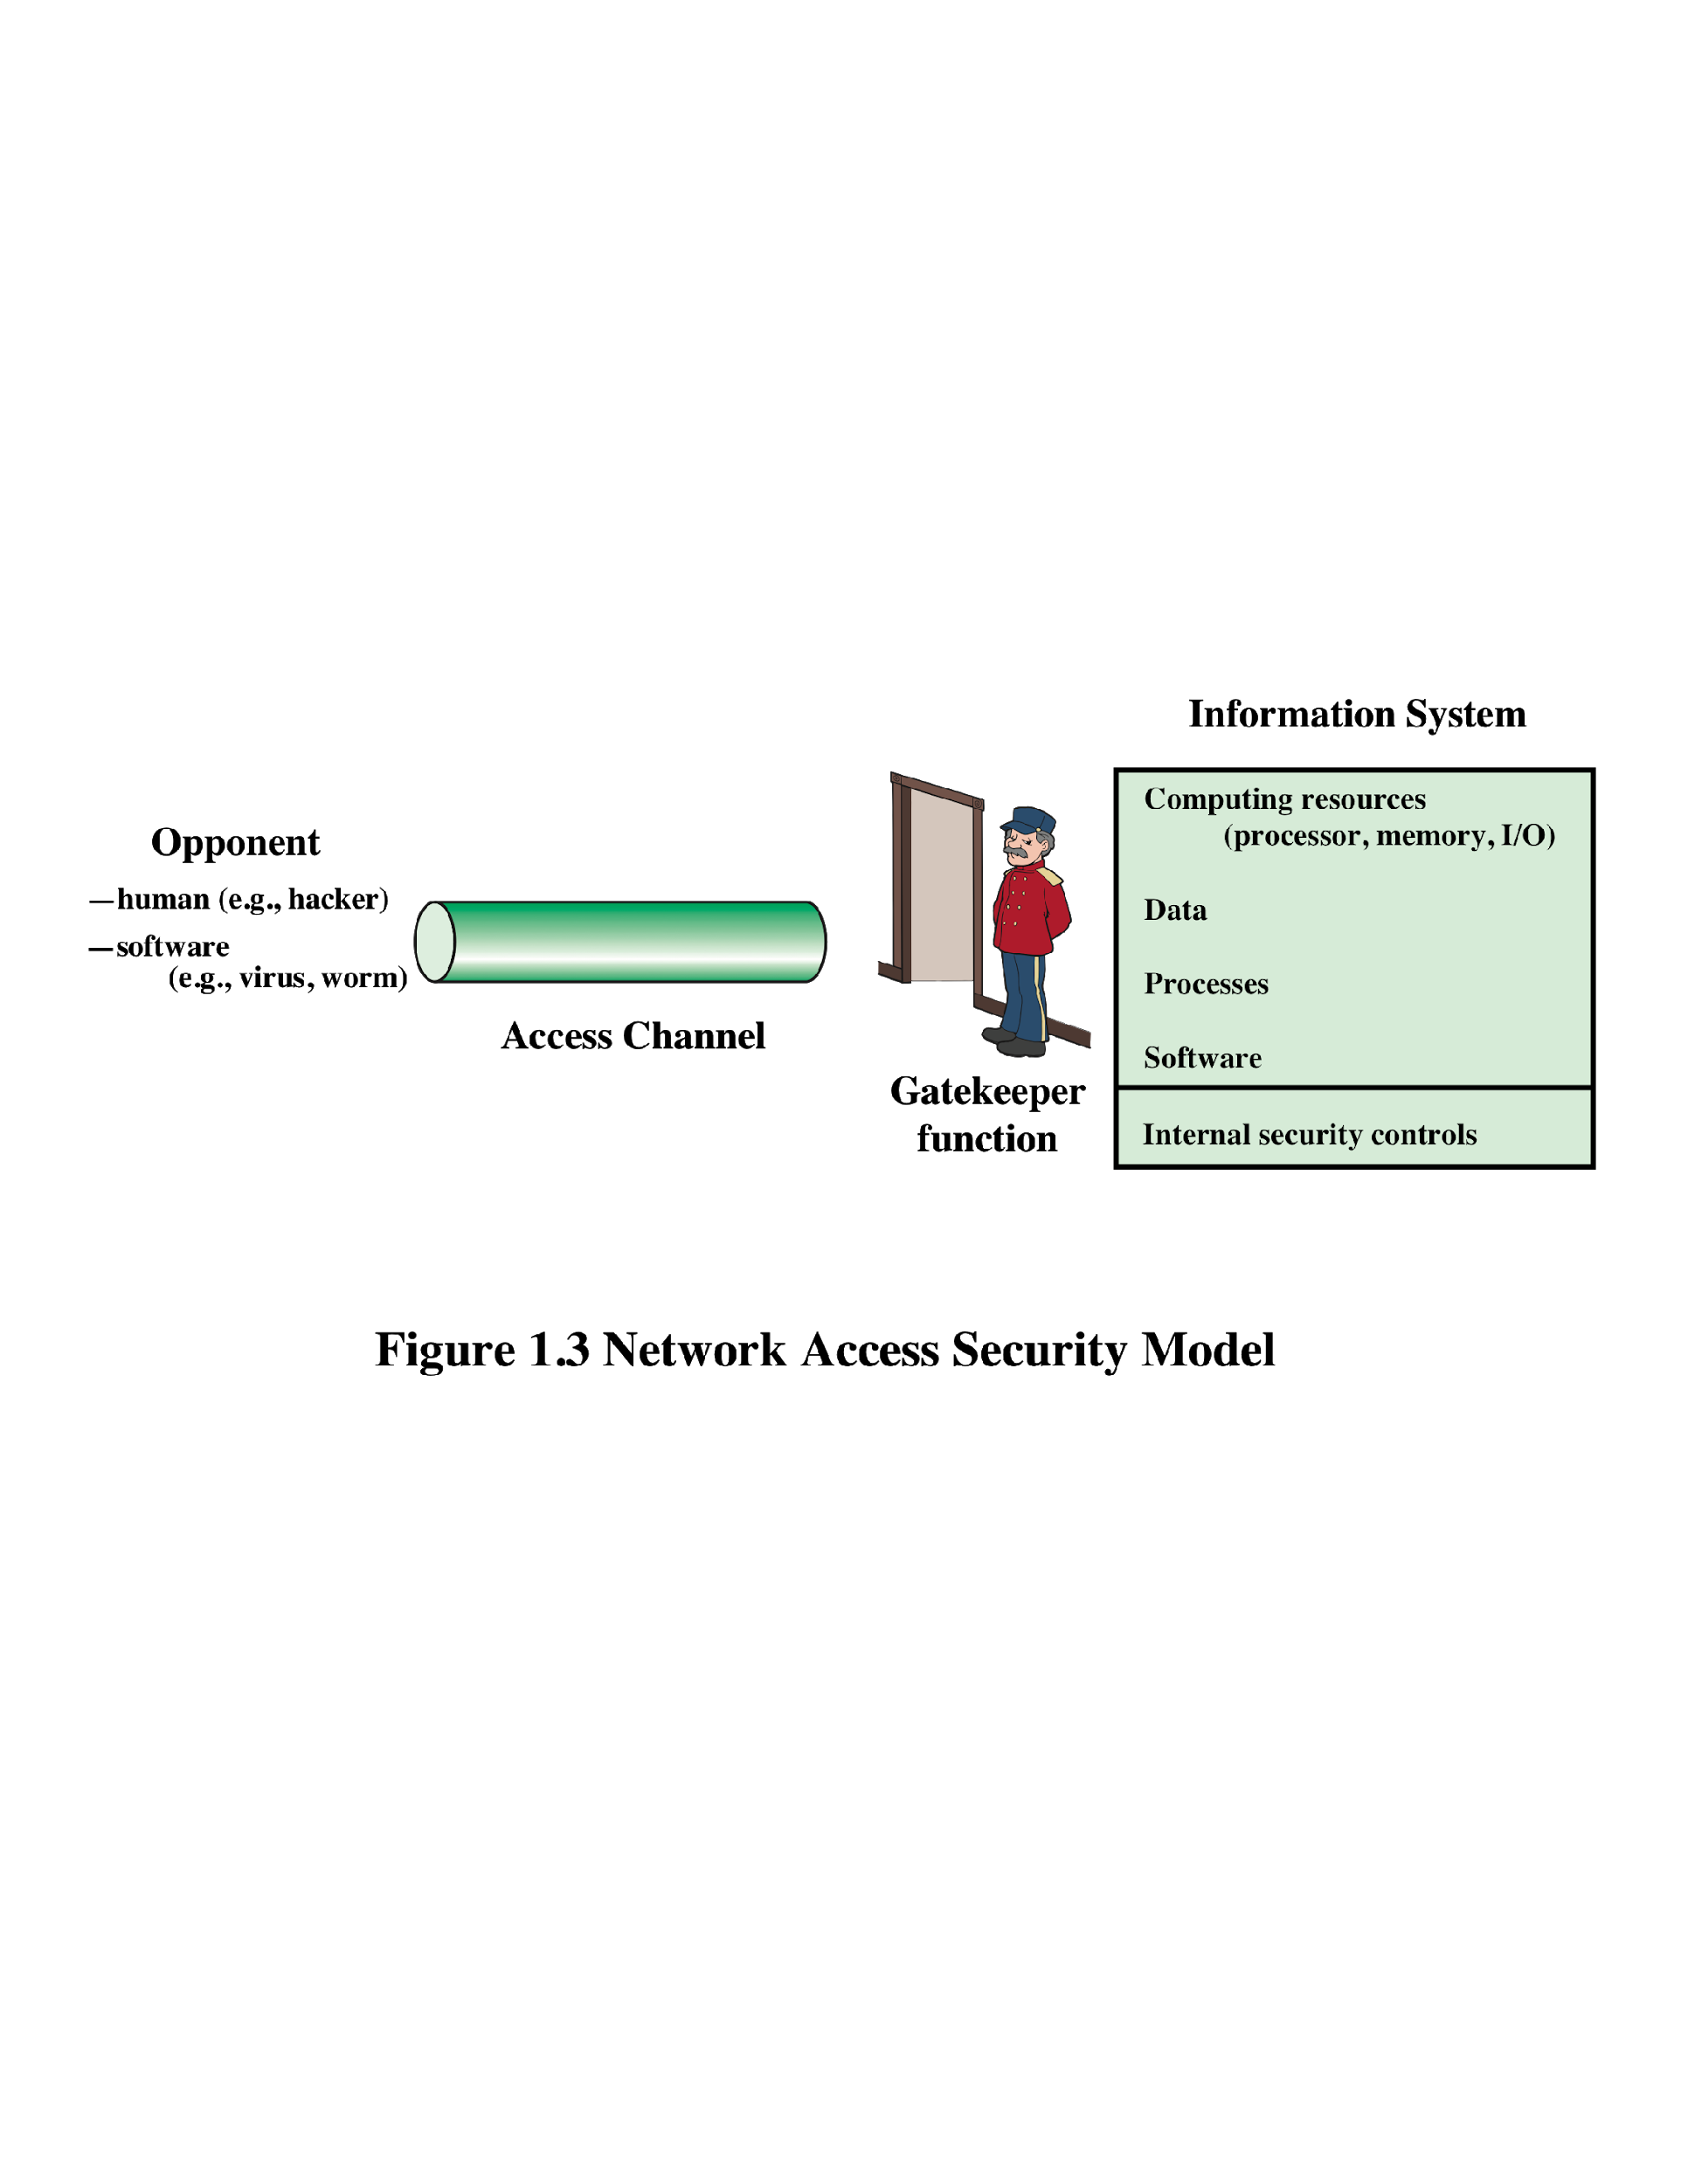 Information System
Opponent
—human (e.g., hacker)
—software
(e.g., virus, worm)
Access Channel
Gatekeeper
function
Computing resources
(processor, memory, I/O)
Data
Processes
Software
Internal security controls
Figure 1.3 Network Access Security Model